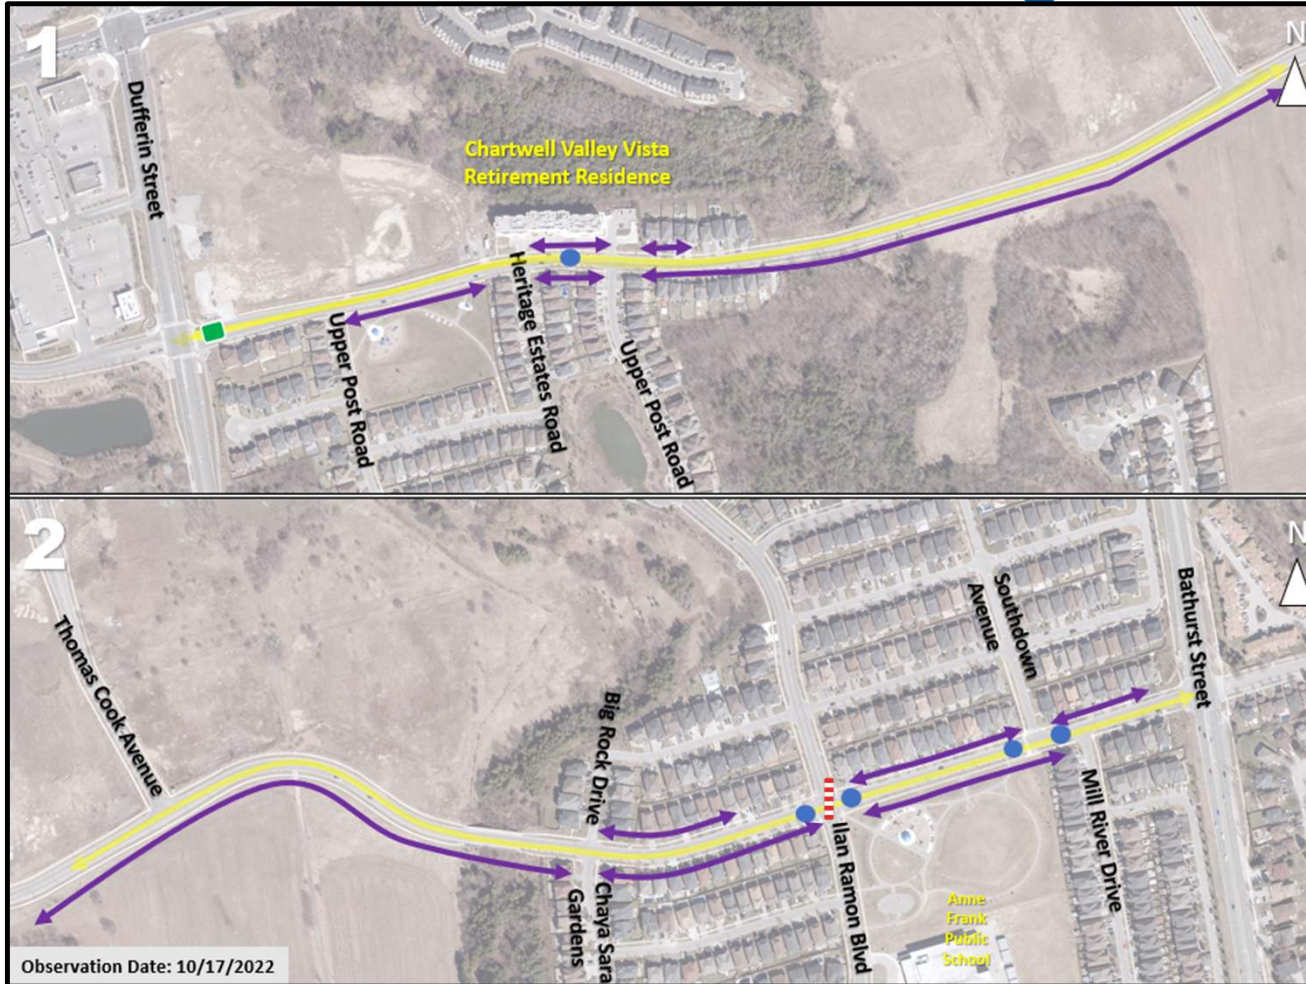 1
N
Dufferin Street
Chartwell Valley Vista
Retirement Residence
Heritage Estates Road
Upper Post Road
Upper Post Road
2
N
Thomas Cook Avenue
Big Rock Drive
Southdown
Avenue
Bathurst Street
Chaya Sara
Gardens
Ilan Ramon Blvd
Mill River Drive
Anne
Frank
Public
School
Observation Date: 10/17/2022